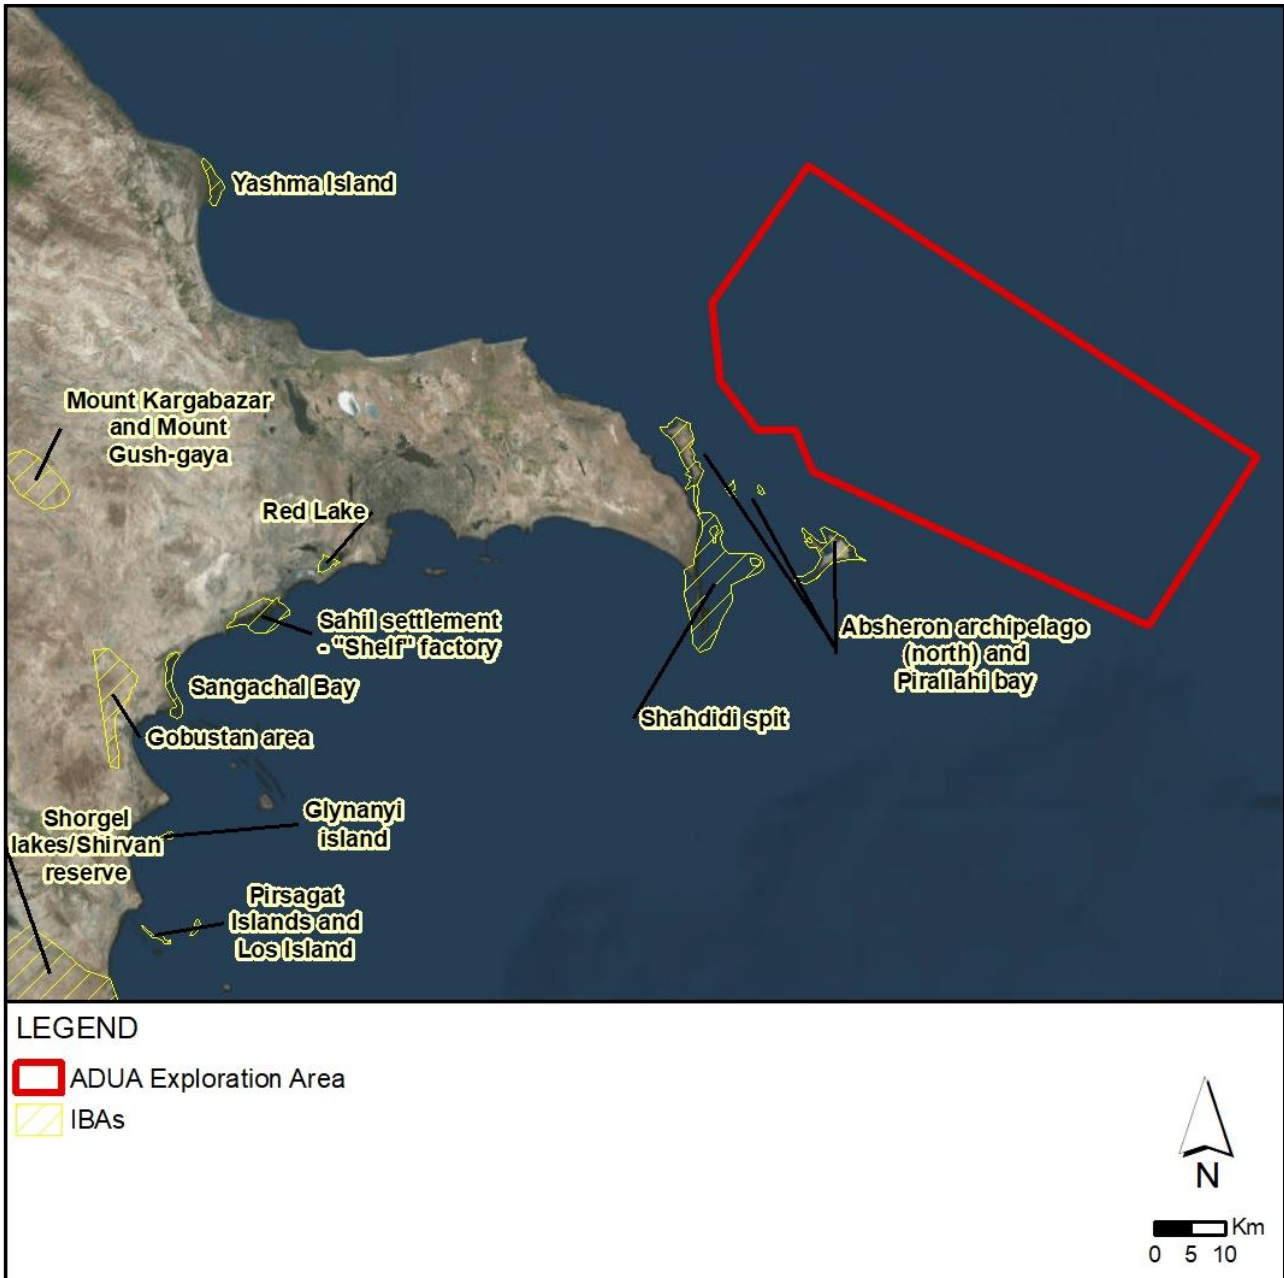 Yashma Island
Mount Kargabazar
and Mount
Gush-gaya
Red Lake
Sahil settlement
- "Shelf" factory
Absheron archipelago
(north) and
Pirallahi bay
Sangachal Bay
Shahdidi spit
Gobustan area
Shorgel
lakes/Shirvan
reserve
Glynanyi
island
Pirsagat
Islands and
Los Island
LEGEND
ADUA Exploration Area
IBAs
N
Km
0 5 10